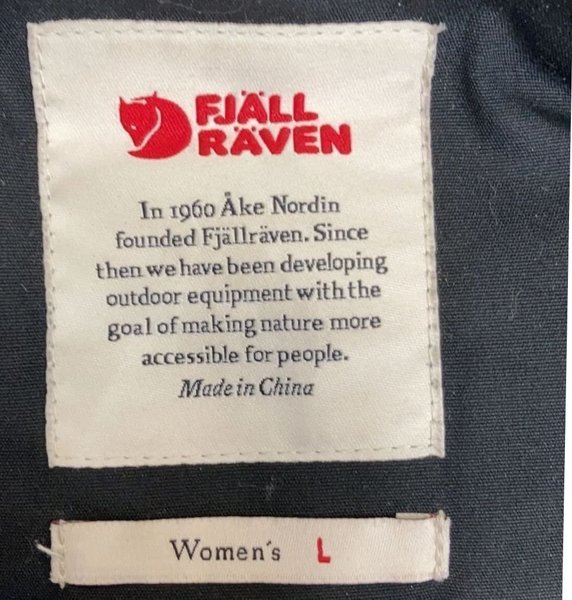 FJÄLL
RÄVEN
In 1960 Åke Nordin
founded Fjällräven. Since
then we have been developing
outdoor equipment with the
goal of making nature more
accessible for people.
Made in China
Women's L